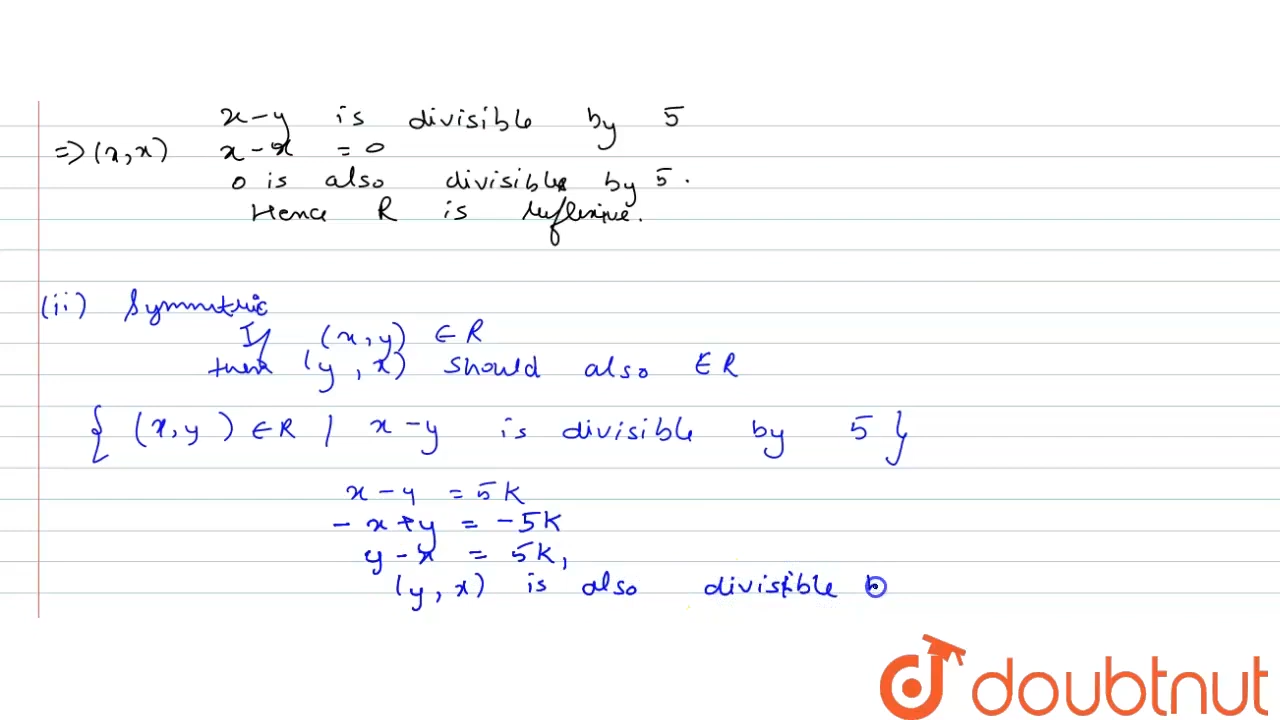 x-y is divisible by 5
=> (x,x) x-x = 0
0 is also divisible by 5.
Hence R is reflexive.
(ii) Symmetric
If (x,y) ∈ R
then (y,x) should also ∈ R
{ (x,y) ∈ R / x-y is divisible by 5 }
x-y = 5K
-x+y = -5K
y-x = 5K,
(y,x) is also divisible b
doubtnut